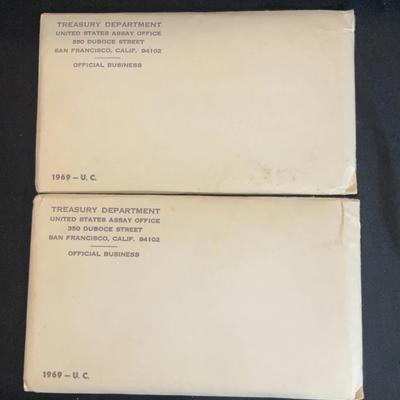 TREASURY DEPARTMENT
UNITED STATES ASSAY OFFICE
350 DUBOCE STREET
SAN FRANCISCO, CALIF. 94102
OFFICIAL BUSINESS
1969 – U. C.
TREASURY DEPARTMENT
UNITED STATES ASSAY OFFICE
350 DUBOCE STREET
SAN FRANCISCO, CALIF. 94102
OFFICIAL BUSINESS
1969 – U. C.